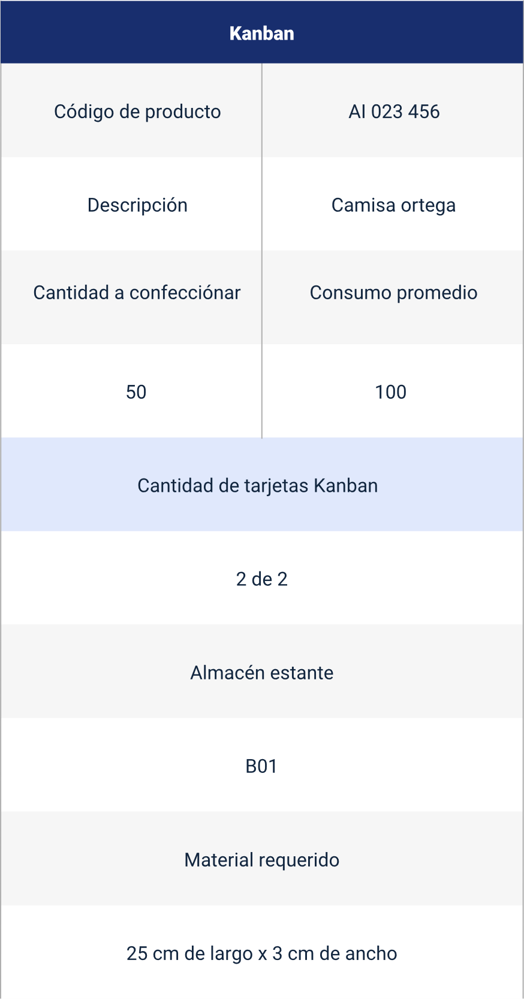 Kanban
Código de producto
AI 023 456
Descripción
Camisa ortega
Cantidad a confecciónar
Consumo promedio
50
100
Cantidad de tarjetas Kanban
2 de 2
Almacén estante
B01
Material requerido
25 cm de largo x 3 cm de ancho